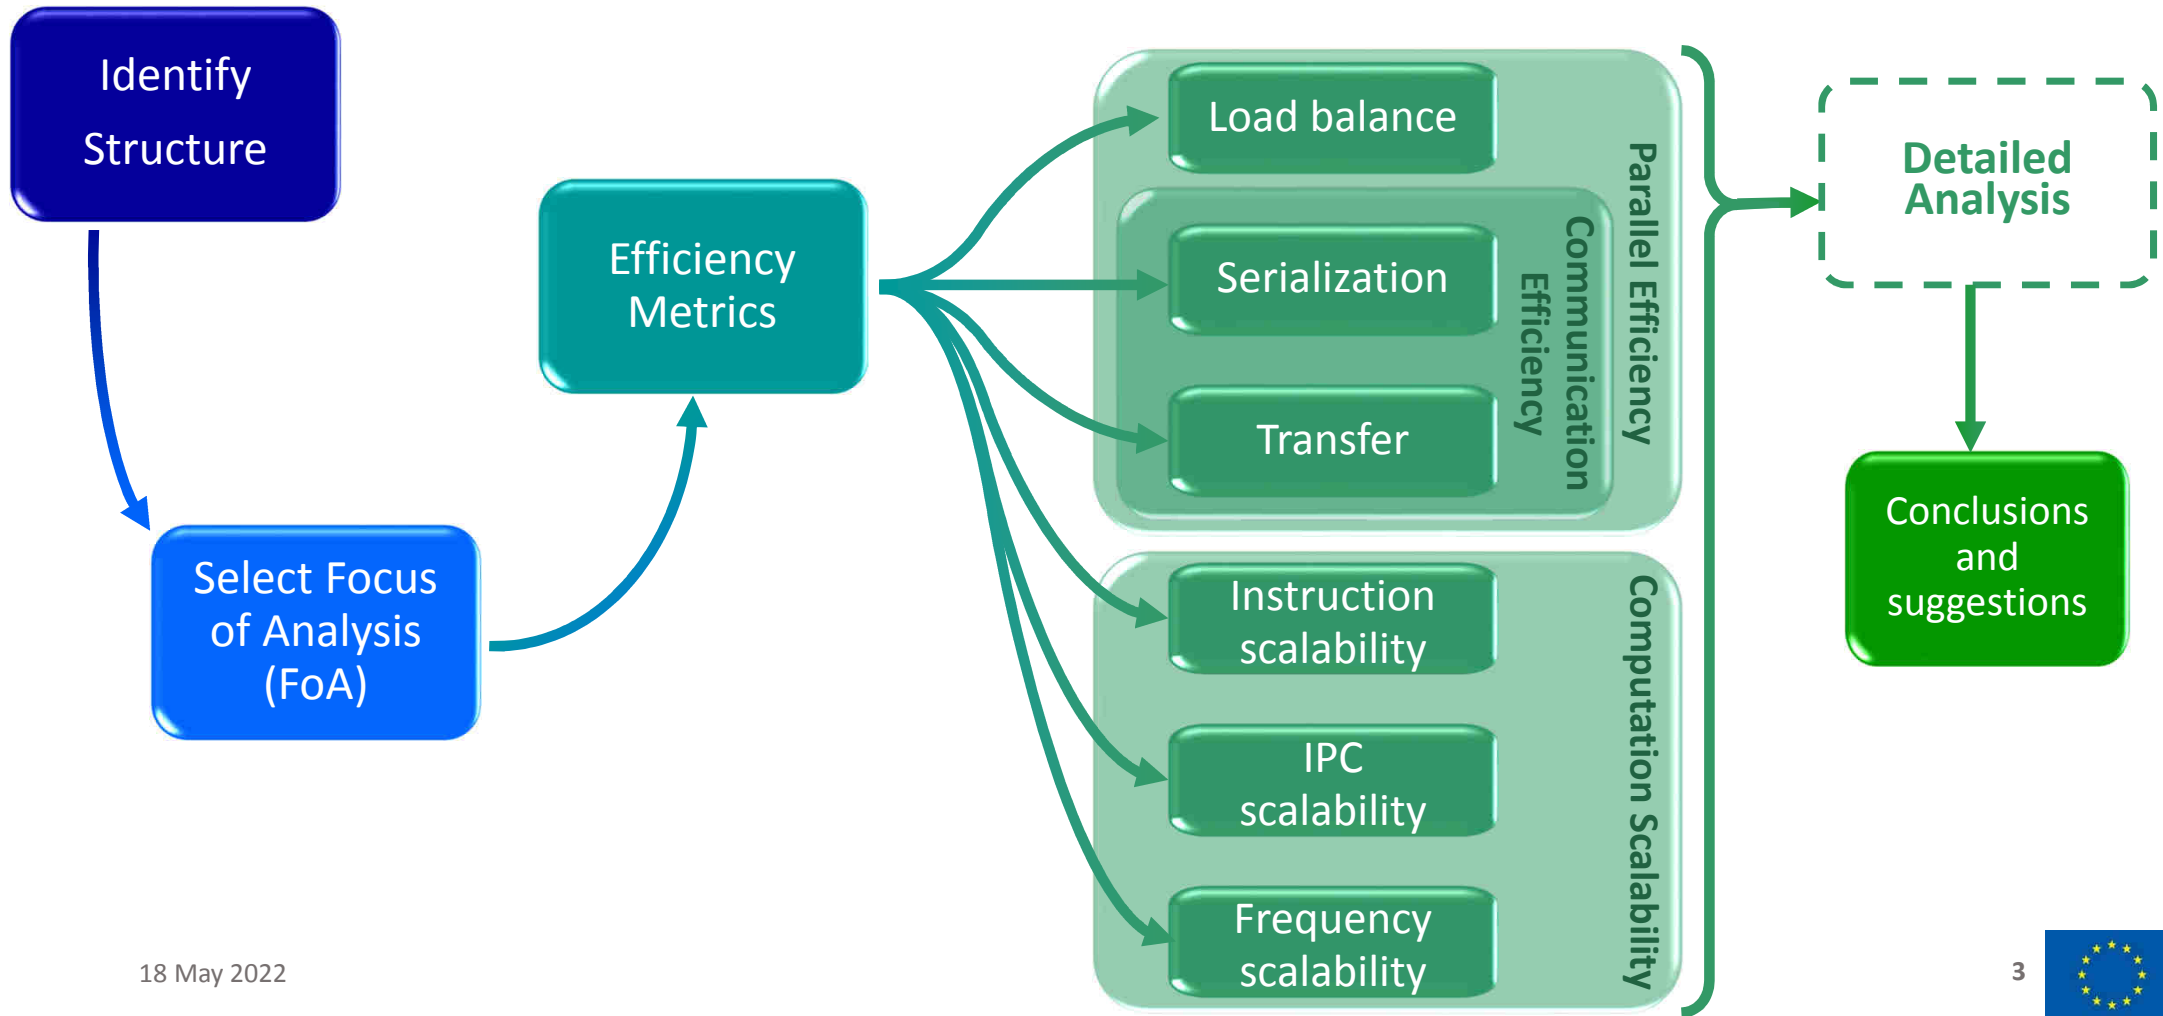 Identify
Structure
Select Focus
of Analysis
(FoA)
Efficiency
Metrics
Load balance
Serialization
Transfer
Communication
Efficiency
Parallel Efficiency
Instruction
scalability
IPC
scalability
Frequency
scalability
Computation Scalability
Detailed
Analysis
Conclusions
and
suggestions
18 May 2022
3